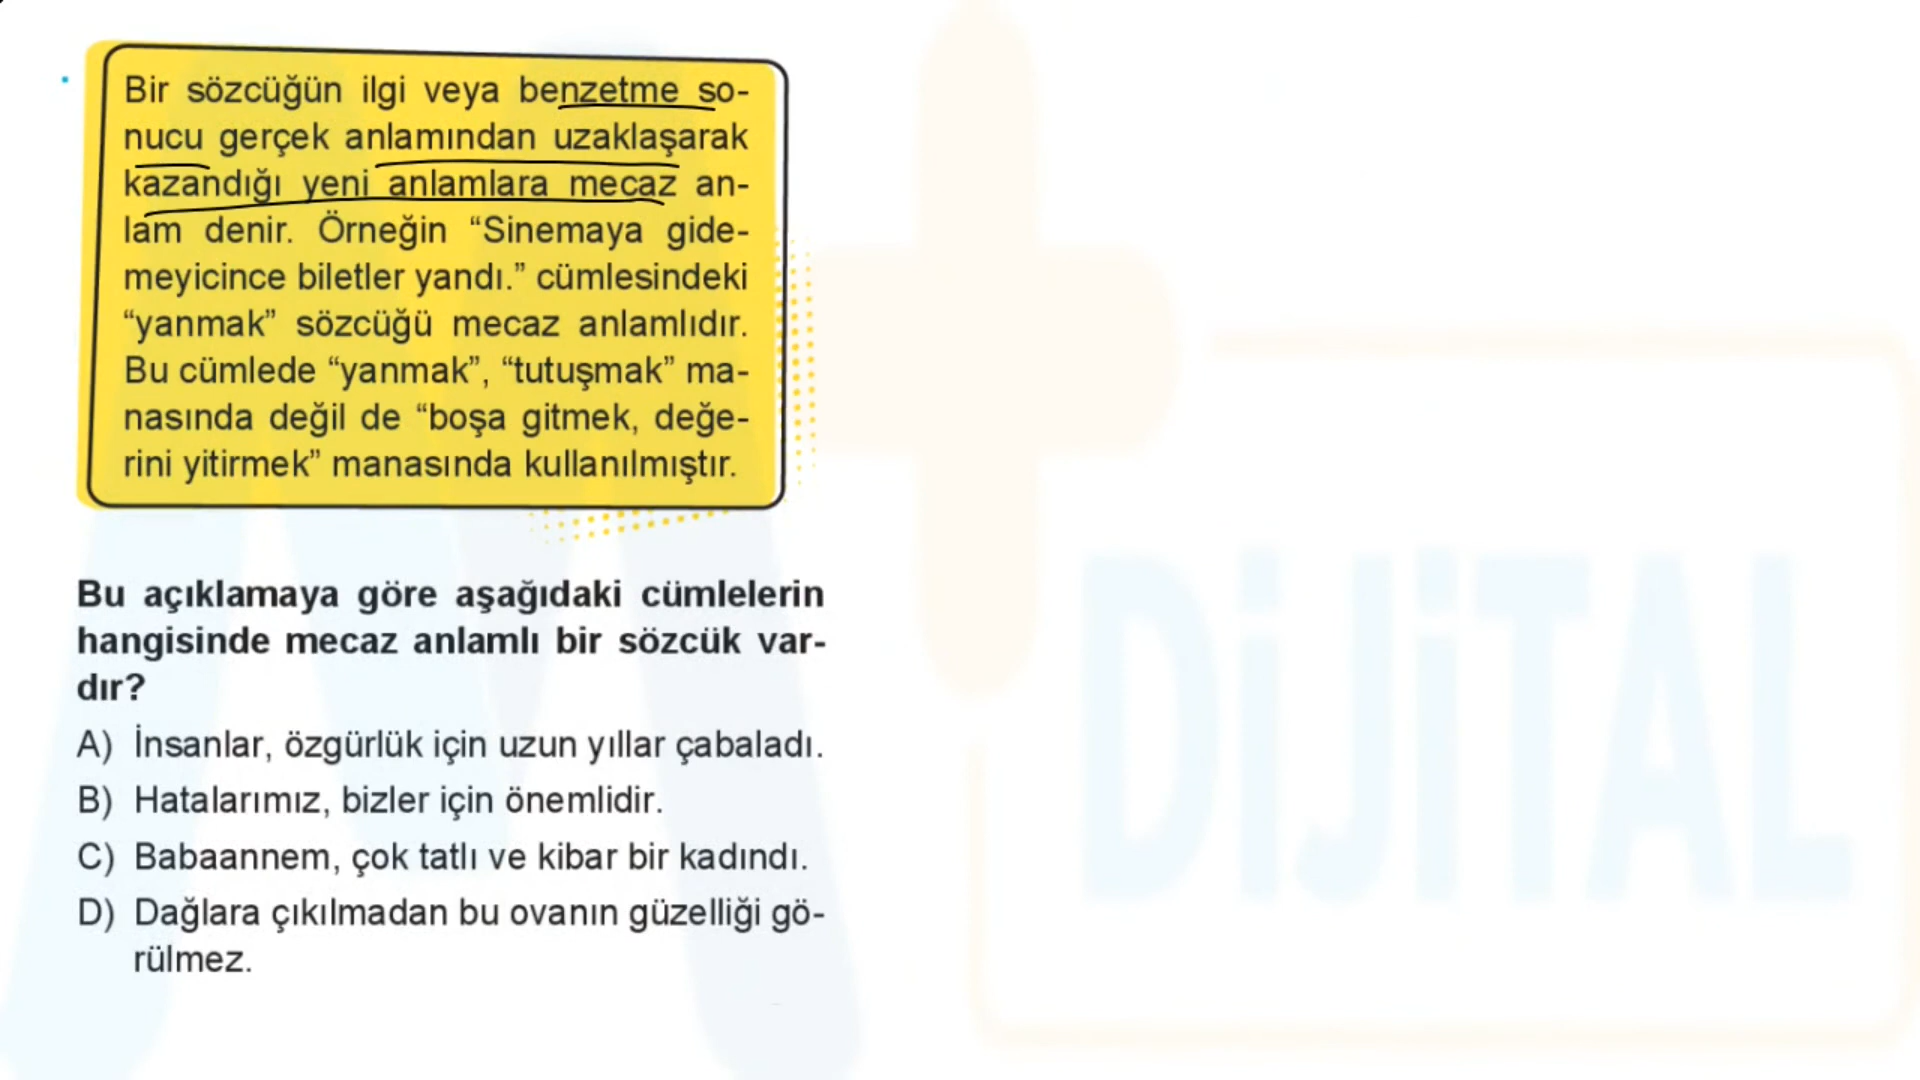 Bir sözcüğün ilgi veya benzetme so-
nucu gerçek anlamından uzaklaşarak
kazandığı yeni anlamlara mecaz an-
lam denir. Örneğin “Sinemaya gide-
meyicince biletler yandı.” cümlesindeki
“yanmak” sözcüğü mecaz anlamlıdır.
Bu cümlede “yanmak”, “tutuşmak” ma-
nasında değil de “boşa gitmek, değe-
rini yitirmek” manasında kullanılmıştır.
Bu açıklamaya göre aşağıdaki cümlelerin
hangisinde mecaz anlamlı bir sözcük var-
dır?
A) İnsanlar, özgürlük için uzun yıllar çabaladı.
B) Hatalarımız, bizler için önemlidir.
C) Babaannem, çok tatlı ve kibar bir kadındı.
D) Dağlara çıkılmadan bu ovanın güzelliği gö-
rülmez.
DİJİTAL